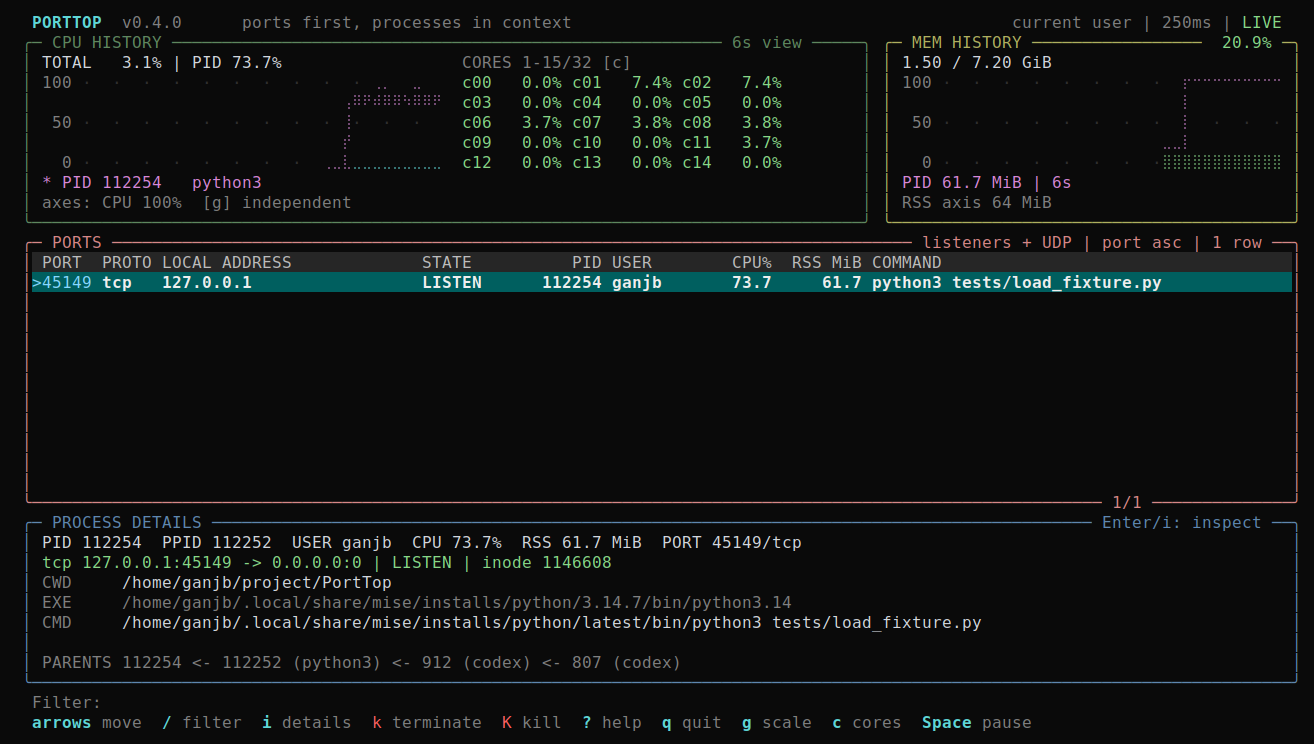 PORTTOP v0.4.0 ports first, processes in context current user | 250ms | LIVE
CPU HISTORY 6s view MEM HISTORY 20.9%
TOTAL 3.1% | PID 73.7% CORES 1-15/32 [c] 1.50 / 7.20 GiB
100 c00 0.0% c01 7.4% c02 7.4% 100
c03 0.0% c04 0.0% c05 0.0%
50 c06 3.7% c07 3.8% c08 3.8% 50
c09 0.0% c10 0.0% c11 3.7%
0 c12 0.0% c13 0.0% c14 0.0% 0
* PID 112254 python3 PID 61.7 MiB | 6s
axes: CPU 100% [g] independent RSS axis 64 MiB
PORTS listeners + UDP | port asc | 1 row
PORT PROTO LOCAL ADDRESS STATE PID USER CPU% RSS MiB COMMAND
>45149 tcp 127.0.0.1 LISTEN 112254 ganjb 73.7 61.7 python3 tests/load_fixture.py
1/1
PROCESS DETAILS Enter/i: inspect
PID 112254 PPID 112252 USER ganjb CPU 73.7% RSS 61.7 MiB PORT 45149/tcp
tcp 127.0.0.1:45149 -> 0.0.0.0:0 | LISTEN | inode 1146608
CWD /home/ganjb/project/PortTop
EXE /home/ganjb/.local/share/mise/installs/python/3.14.7/bin/python3.14
CMD /home/ganjb/.local/share/mise/installs/python/latest/bin/python3 tests/load_fixture.py
PARENTS 112254 <- 112252 (python3) <- 912 (codex) <- 807 (codex)
Filter:
arrows move / filter i details k terminate K kill ? help q quit g scale c cores Space pause